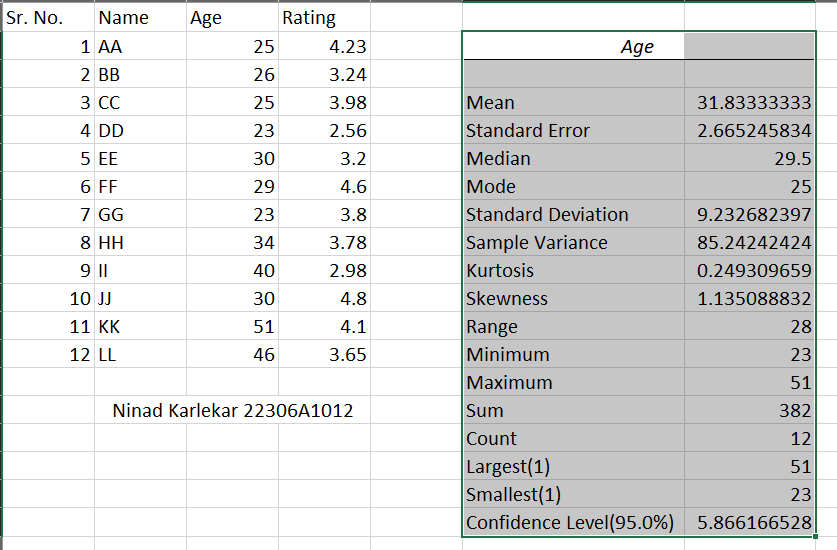 Sr. No. Name Age Rating
1 AA 25 4.23
2 BB 26 3.24
3 CC 25 3.98
4 DD 23 2.56
5 EE 30 3.2
6 FF 29 4.6
7 GG 23 3.8
8 HH 34 3.78
9 II 40 2.98
10 JJ 30 4.8
11 KK 51 4.1
12 LL 46 3.65
Ninad Karlekar 22306A1012
Age
Mean 31.83333333
Standard Error 2.665245834
Median 29.5
Mode 25
Standard Deviation 9.232682397
Sample Variance 85.24242424
Kurtosis 0.249309659
Skewness 1.135088832
Range 28
Minimum 23
Maximum 51
Sum 382
Count 12
Largest(1) 51
Smallest(1) 23
Confidence Level(95.0%) 5.866166528